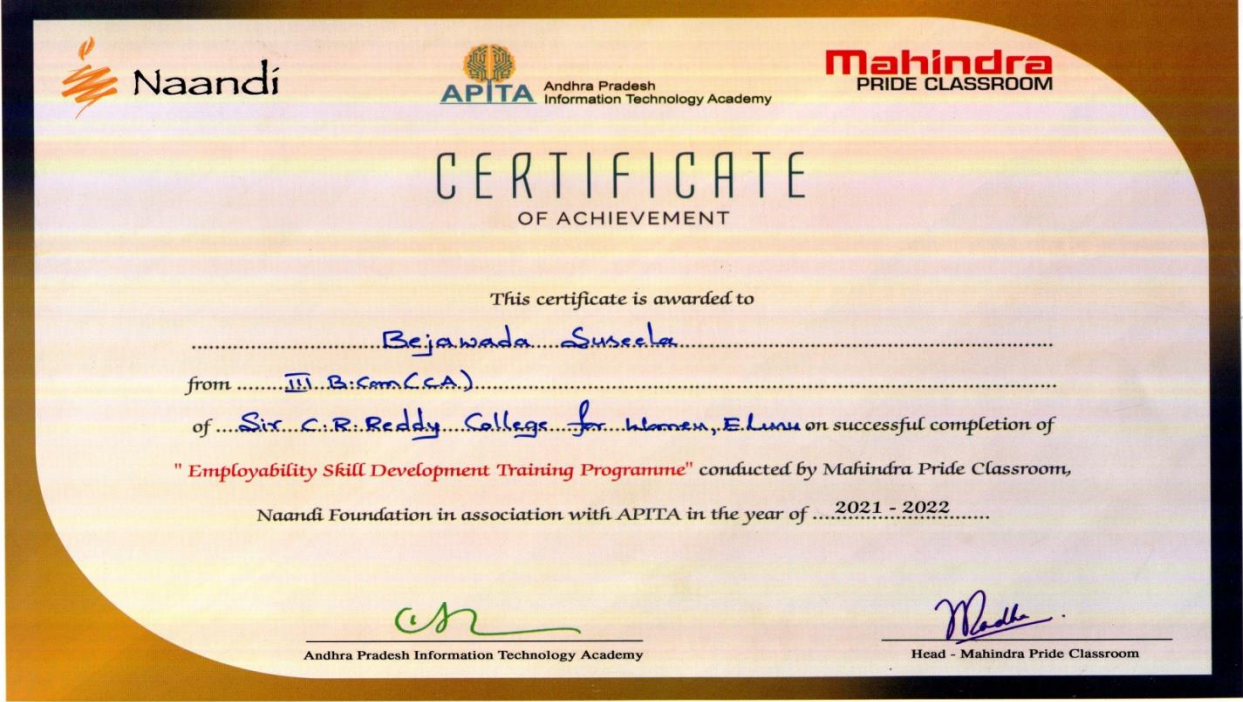 Naandi
APITA
Andhra Pradesh
Information Technology Academy
Mahindra
PRIDE CLASSROOM
CERTIFICATE
OF ACHIEVEMENT
This certificate is awarded to
Bejawada Suseela
from III B.Com (CA)
of Sir C.R. Reddy College for Women, Eluru on successful completion of
" Employability Skill Development Training Programme" conducted by Mahindra Pride Classroom,
Naandi Foundation in association with APITA in the year of 2021 - 2022
Madhu
Andhra Pradesh Information Technology Academy
Head - Mahindra Pride Classroom